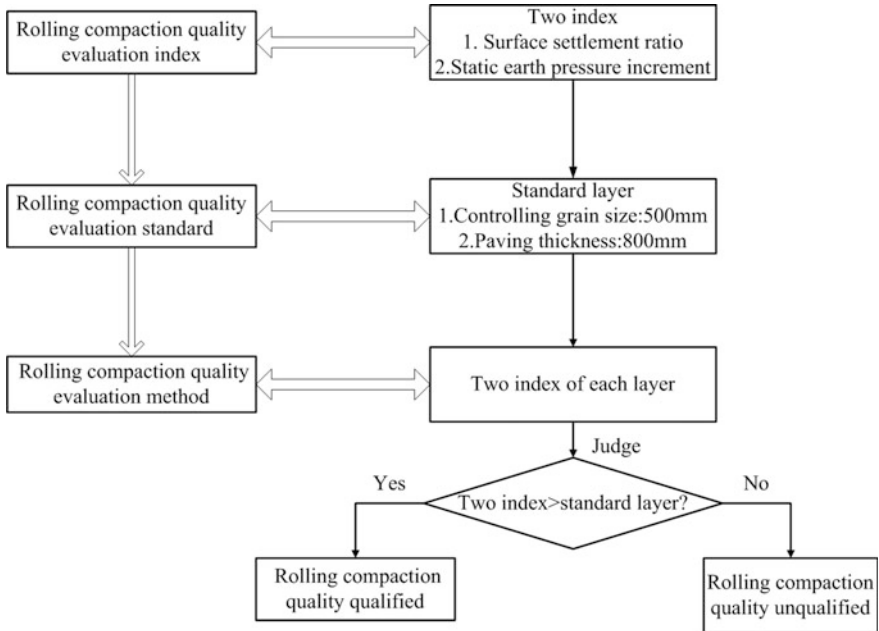 Rolling compaction quality
evaluation index
Two index
1. Surface settlement ratio
2.Static earth pressure increment
Rolling compaction quality
evaluation standard
Standard layer
1.Controlling grain size:500mm
2.Paving thickness:800mm
Rolling compaction quality
evaluation method
Two index of each layer
Judge
Yes
Two index>standard layer?
No
Rolling compaction
quality qualified
Rolling compaction
quality unqualified